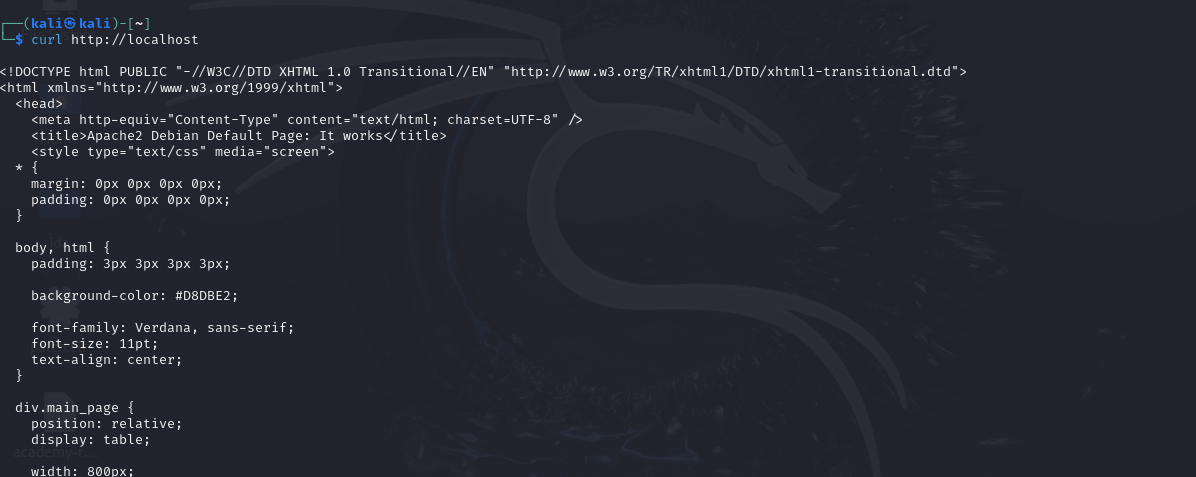 (kali㉿kali)-[~]
$ curl http://localhost
<!DOCTYPE html PUBLIC "-//W3C//DTD XHTML 1.0 Transitional//EN" "http://www.w3.org/TR/xhtml1/DTD/xhtml1-transitional.dtd">
<html xmlns="http://www.w3.org/1999/xhtml">
  <head>
    <meta http-equiv="Content-Type" content="text/html; charset=UTF-8" />
    <title>Apache2 Debian Default Page: It works</title>
    <style type="text/css" media="screen">
  * {
    margin: 0px 0px 0px 0px;
    padding: 0px 0px 0px 0px;
  }
  body, html {
    padding: 3px 3px 3px 3px;
    background-color: #D8DBE2;
    font-family: Verdana, sans-serif;
    font-size: 11pt;
    text-align: center;
  }
  div.main_page {
    position: relative;
    display: table;
academy-r...
    width: 800px;